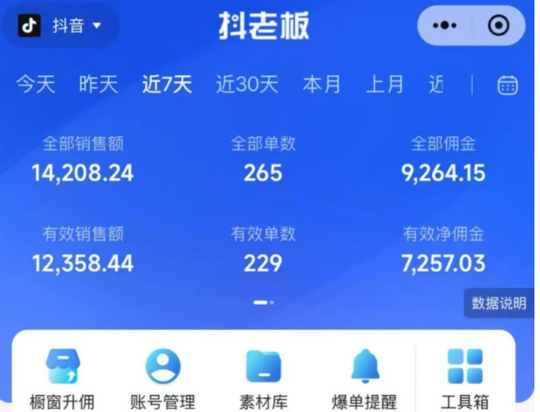 抖音
抖老板
今天 昨天 近7天 近30天 本月 上月 近
全部销售额 全部单数 全部佣金
14,208.24 265 9,264.15
有效销售额 有效单数 有效净佣金
12,358.44 229 7,257.03
数据说明
橱窗升佣 账号管理 素材库 爆单提醒 工具箱